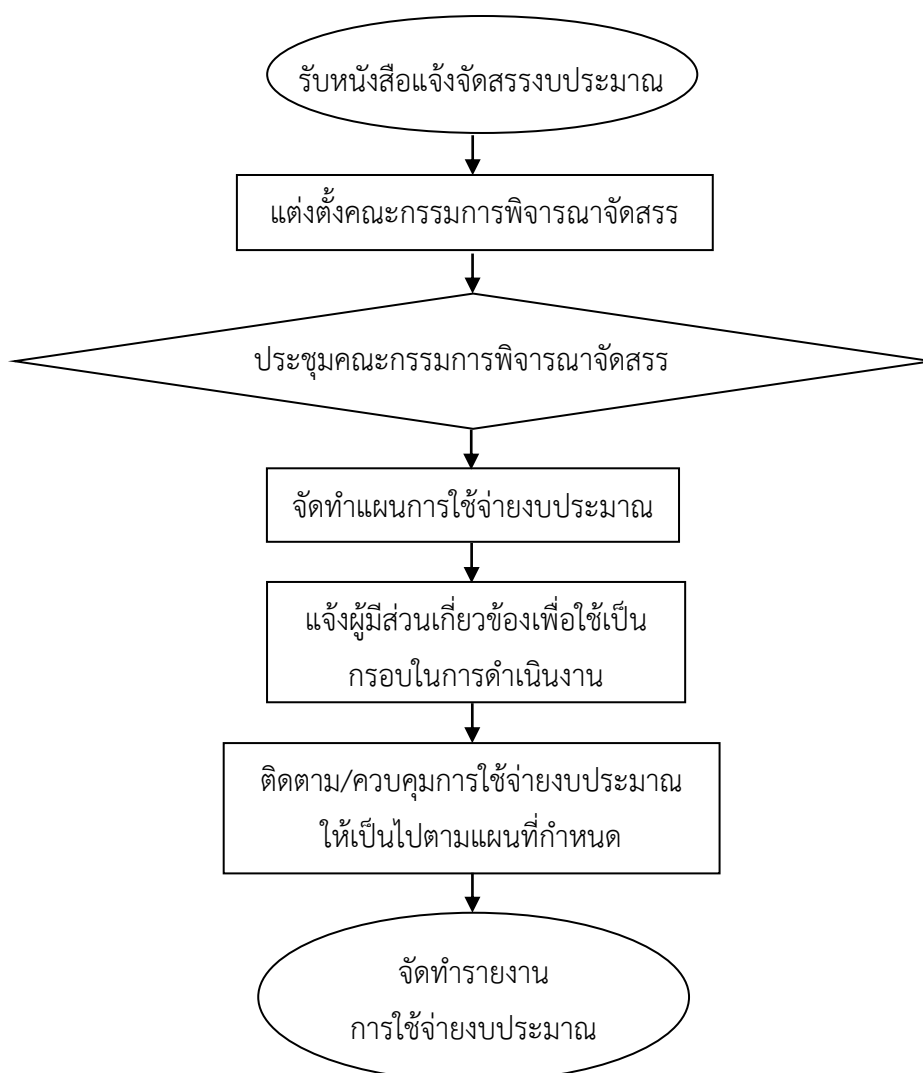 รับหนังสือแจ้งจัดสรรงบประมาณ
แต่งตั้งคณะกรรมการพิจารณาจัดสรร
ประชุมคณะกรรมการพิจารณาจัดสรร
จัดทำแผนการใช้จ่ายงบประมาณ
แจ้งผู้มีส่วนเกี่ยวข้องเพื่อใช้เป็น
กรอบในการดำเนินงาน
ติดตาม/ควบคุมการใช้จ่ายงบประมาณ
ให้เป็นไปตามแผนที่กำหนด
จัดทำรายงาน
การใช้จ่ายงบประมาณ